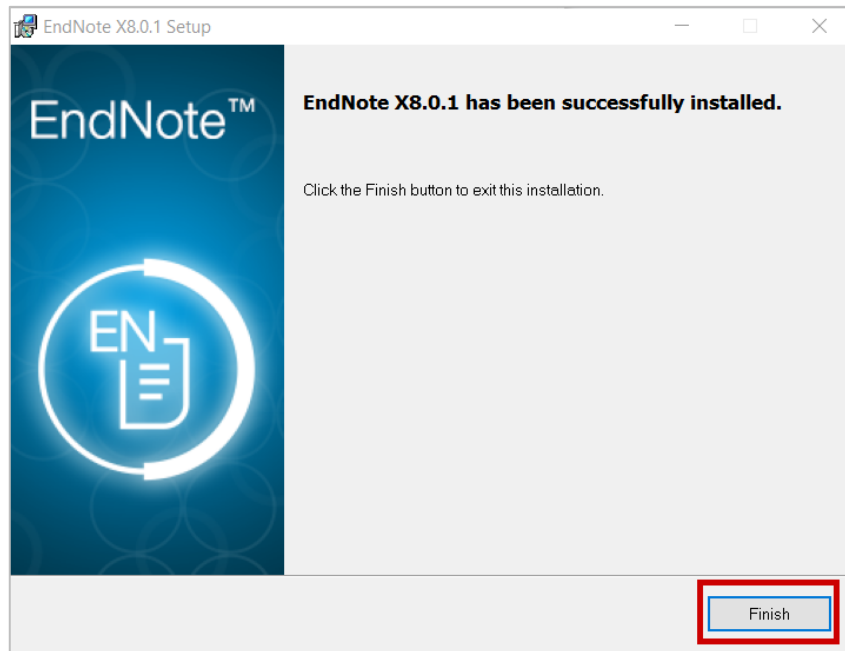 EndNote X8.0.1 Setup
EndNote™
EndNote X8.0.1 has been successfully installed.
Click the Finish button to exit this installation.
EN
Finish